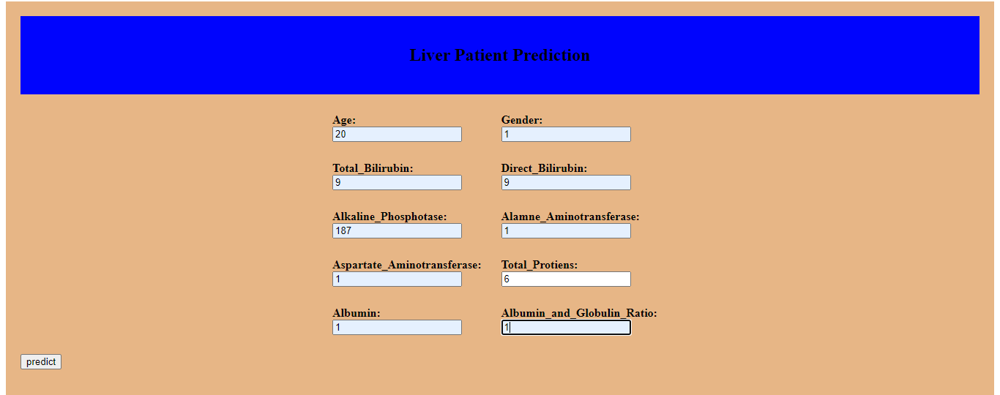 Liver Patient Prediction
Age: Gender:
20 1
Total_Bilirubin: Direct_Bilirubin:
9 9
Alkaline_Phosphotase: Alamne_Aminotransferase:
187 1
Aspartate_Aminotransferase: Total_Protiens:
1 6
Albumin: Albumin_and_Globulin_Ratio:
1 1
predict